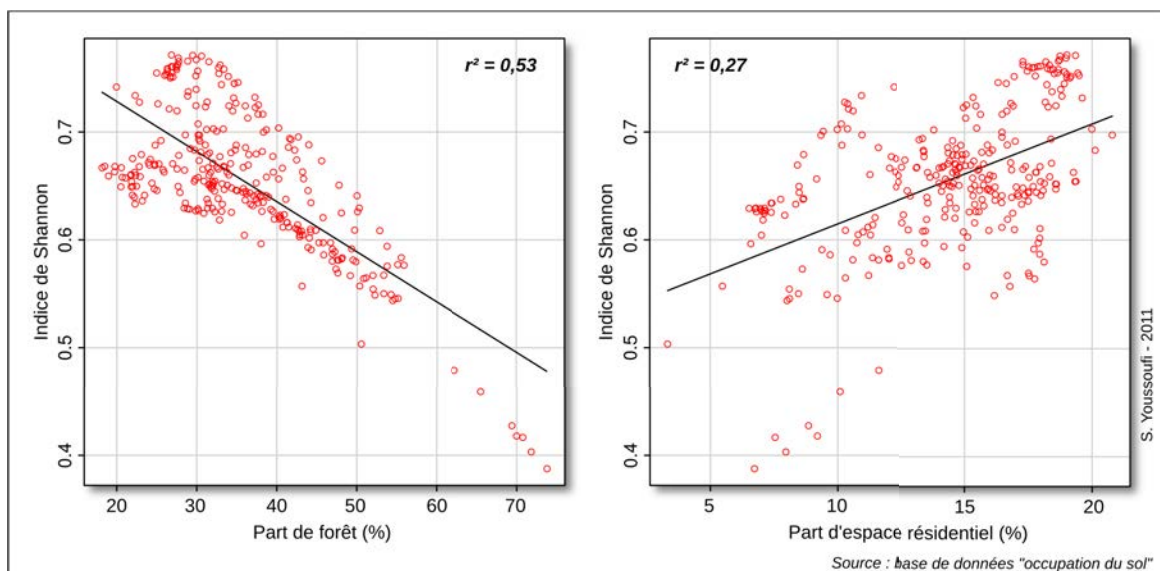 r² = 0,53
r² = 0,27
Indice de Shannon
0.7
0.6
0.5
0.4
20 30 40 50 60 70
Part de forêt (%)
Indice de Shannon
0.7
0.6
0.5
0.4
5 10 15 20
Part d'espace résidentiel (%)
S. Youssoufi - 2011
Source : base de données "occupation du sol"